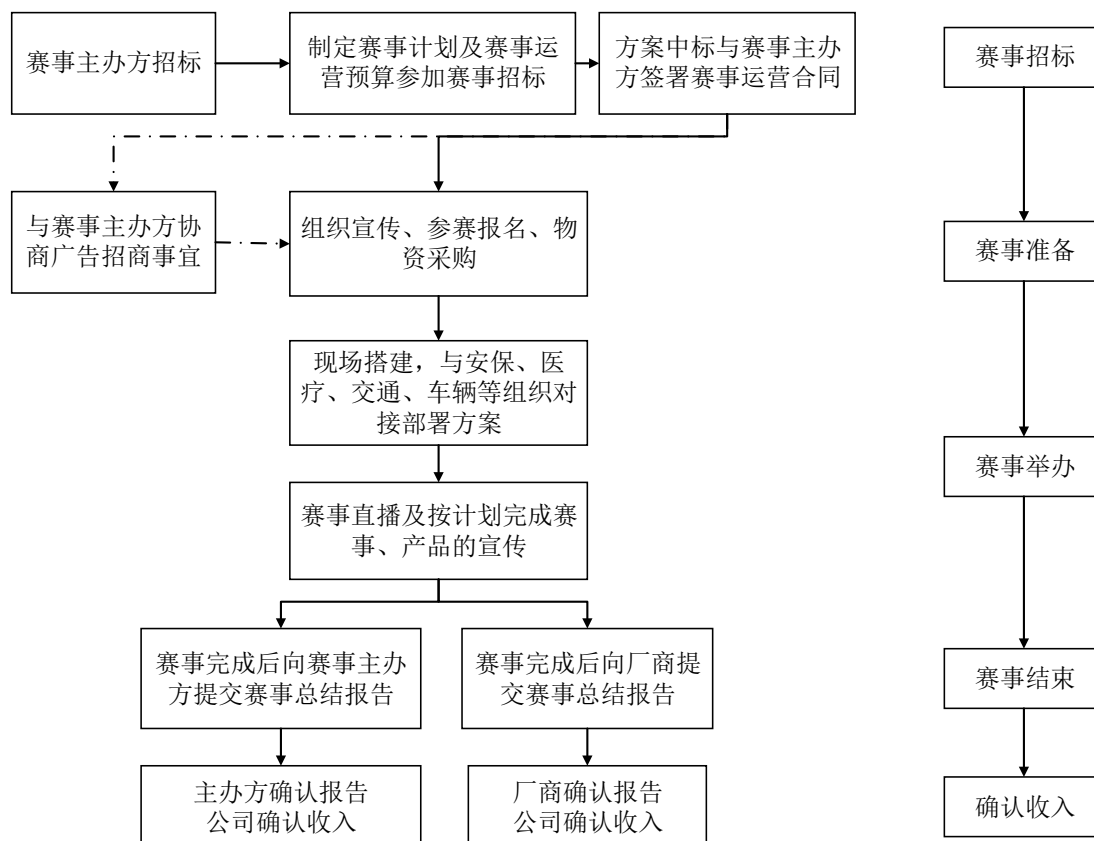 赛事主办方招标
制定赛事计划及赛事运
营预算参加赛事招标
方案中标与赛事主办
方签署赛事运营合同
赛事招标
与赛事主办方协
商广告招商事宜
组织宣传、参赛报名、物
资采购
赛事准备
现场搭建，与安保、医
疗、交通、车辆等组织对
接部署方案
赛事举办
赛事直播及按计划完成赛
事、产品的宣传
赛事完成后向赛事主办
方提交赛事总结报告
赛事完成后向厂商提
交赛事总结报告
赛事结束
主办方确认报告
公司确认收入
厂商确认报告
公司确认收入
确认收入